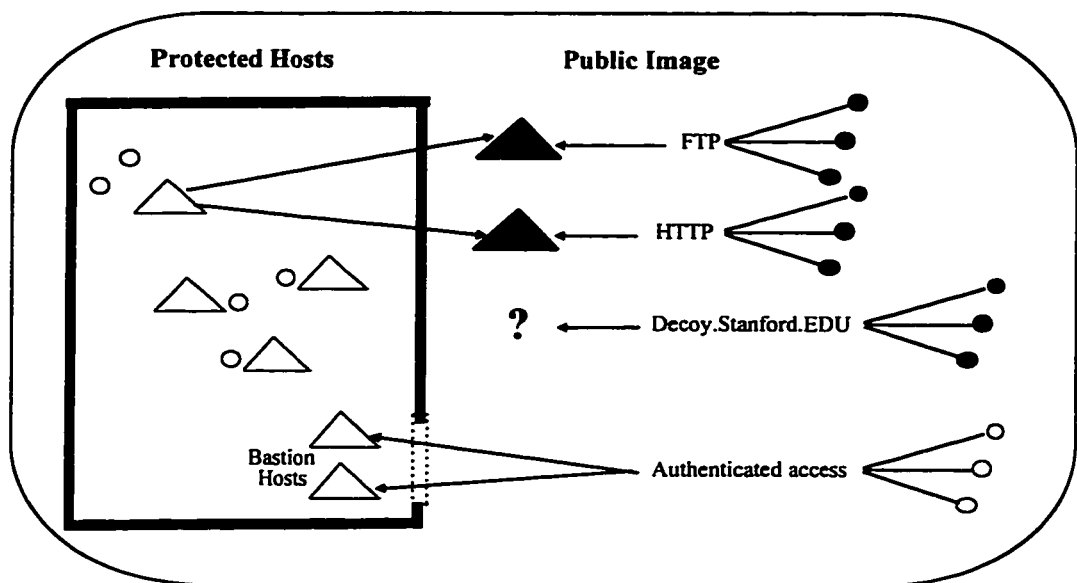 Protected Hosts
Public Image
FTP
HTTP
?
Decoy.Stanford.EDU
Authenticated access
Bastion
Hosts